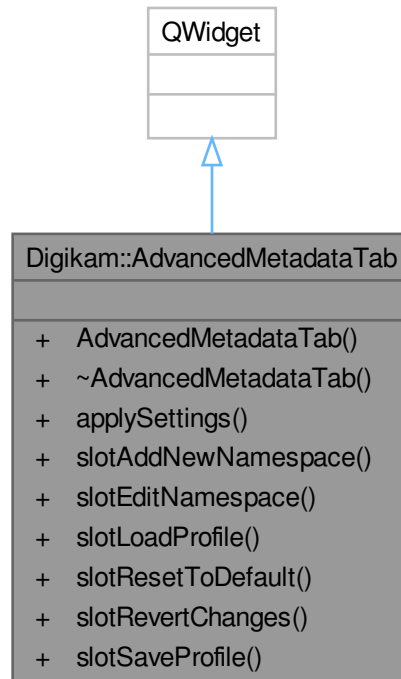 QWidget
Digikam::AdvancedMetadataTab
+ AdvancedMetadataTab()
+ ~AdvancedMetadataTab()
+ applySettings()
+ slotAddNewNamespace()
+ slotEditNamespace()
+ slotLoadProfile()
+ slotResetToDefault()
+ slotRevertChanges()
+ slotSaveProfile()